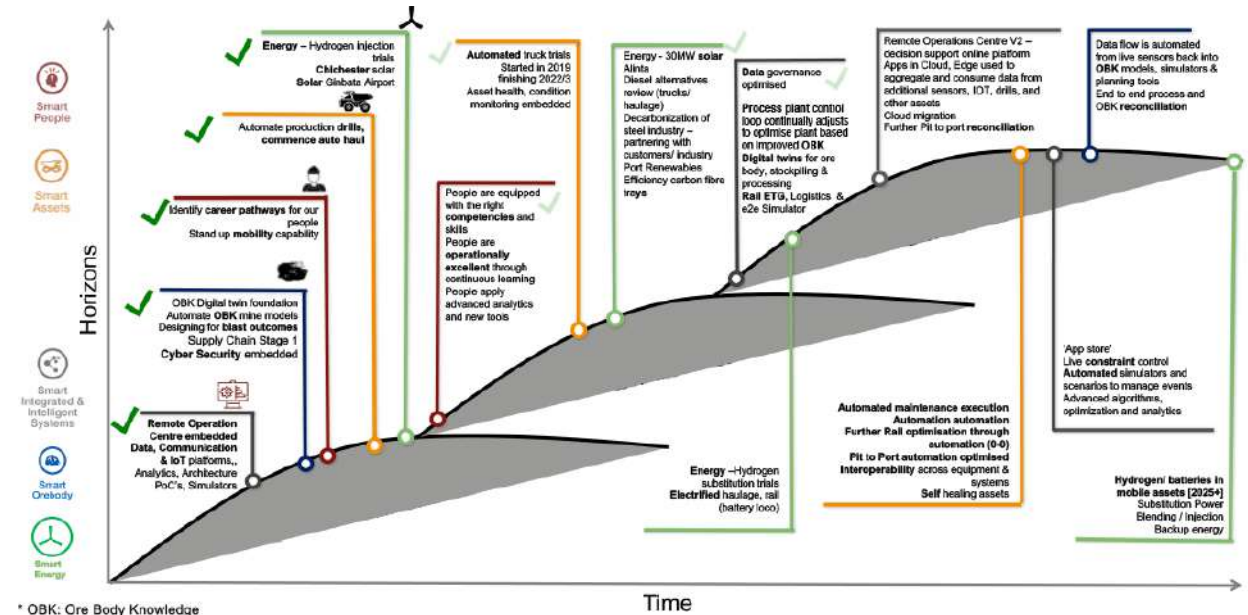 Horizons
Smart
People
Smart
Assets
Smart
Integrated &
Intelligent
Systems
Smart
Orebody
Smart
Energy
Energy – Hydrogen injection
trials
Chichester solar
Solar Ginbata Airport
Automate production drills,
commence auto haul
Identify career pathways for our
people
Stand up mobility capability
OBK Digital twin foundation
Automate OBK mine models
Designing for blast outcomes
Supply Chain Stage 1
Cyber Security embedded
Remote Operation
Centre embedded
Data, Communication
& IoT platforms,,
Analytics, Architecture
PoC's, Simulators
People are equipped
with the right
competencies and
skills
People are
operationally
excellent through
continuous learning
People apply
advanced analytics
and new tools
Automated truck trials
Started in 2019
finishing 2022/3
Asset health, condition
monitoring embedded
Energy - 30MW solar
Alinta
Diesel alternatives
review (trucks/
haulage)
Decarbonization of
steel industry –
partnering with
customers/ industry
Port Renewables
Efficiency carbon fibre
trays
Data governance
optimised
Process plant control
loop continually adjusts
to optimise plant based
on improved OBK
Digital twins for ore
body, stockpiling &
processing
Rail ETG, Logistics &
e2e Simulator
Energy –Hydrogen
substitution trials
Electrified haulage, rail
(battery loco)
Remote Operations Centre V2 –
decision support online platform
Apps in Cloud, Edge used to
aggregate and consume data from
additional sensors, IOT, drills, and
other assets
Cloud migration
Further Pit to port reconciliation
Automated maintenance execution
Automation automation
Further Rail optimisation through
automation (0-0)
Pit to Port automation optimised
Interoperability across equipment &
systems
Self healing assets
'App store'
Live constraint control
Automated simulators and
scenarios to manage events
Advanced algorithms,
optimization and analytics
Data flow is automated
from live sensors back into
OBK models, simulators &
planning tools
End to end process and
OBK reconciliation
Hydrogen/ batteries in
mobile assets [2025+]
Substitution Power
Blending / Injection
Backup energy
Time
* OBK: Ore Body Knowledge